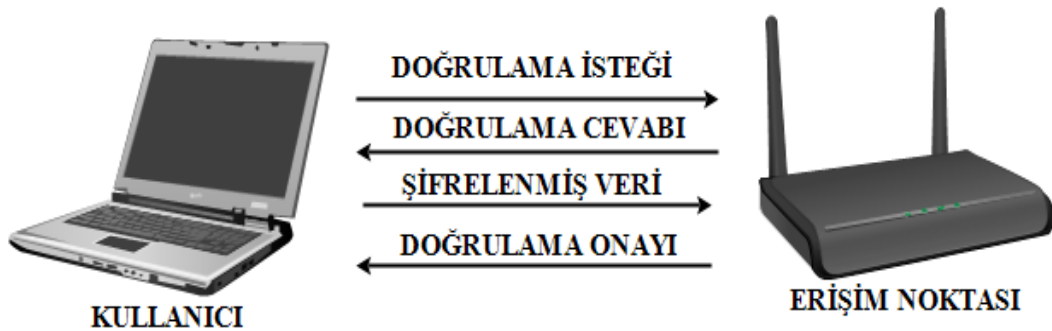 DOĞRULAMA İSTEĞİ
DOĞRULAMA CEVABI
ŞİFRELENMİŞ VERİ
DOĞRULAMA ONAYI
KULLANICI
ERİŞİM NOKTASI